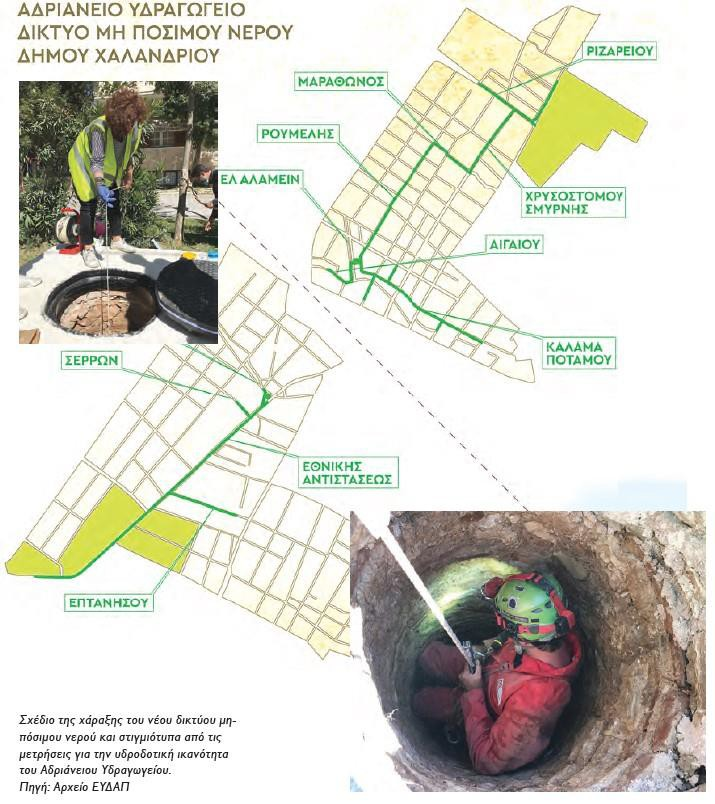 ΑΔΡΙΑΝΕΙΟ ΥΔΡΑΓΩΓΕΙΟ
ΔΙΚΤΥΟ ΜΗ ΠΟΣΙΜΟΥ ΝΕΡΟΥ
ΔΗΜΟΥ ΧΑΛΑΝΔΡΙΟΥ
ΡΙΖΑΡΕΙΟΥ
ΜΑΡΑΘΩΝΟΣ
ΡΟΥΜΕΛΗΣ
ΕΛ ΑΛΑΜΕΙΝ
ΧΡΥΣΟΣΤΟΜΟΥ
ΣΜΥΡΝΗΣ
ΑΙΓΑΙΟΥ
ΚΑΛΑΜΑ
ΠΟΤΑΜΟΥ
ΣΕΡΡΩΝ
ΕΘΝΙΚΗΣ
ΑΝΤΙΣΤΑΣΕΩΣ
ΕΠΤΑΝΗΣΟΥ
Σχέδιο της χάραξης του νέου δικτύου μη-
πόσιμου νερού και στιγμιότυπα από τις
μετρήσεις για την υδροδοτική ικανότητα
του Αδριάνειου Υδραγωγείου.
Πηγή: Αρχείο ΕΥΔΑΠ